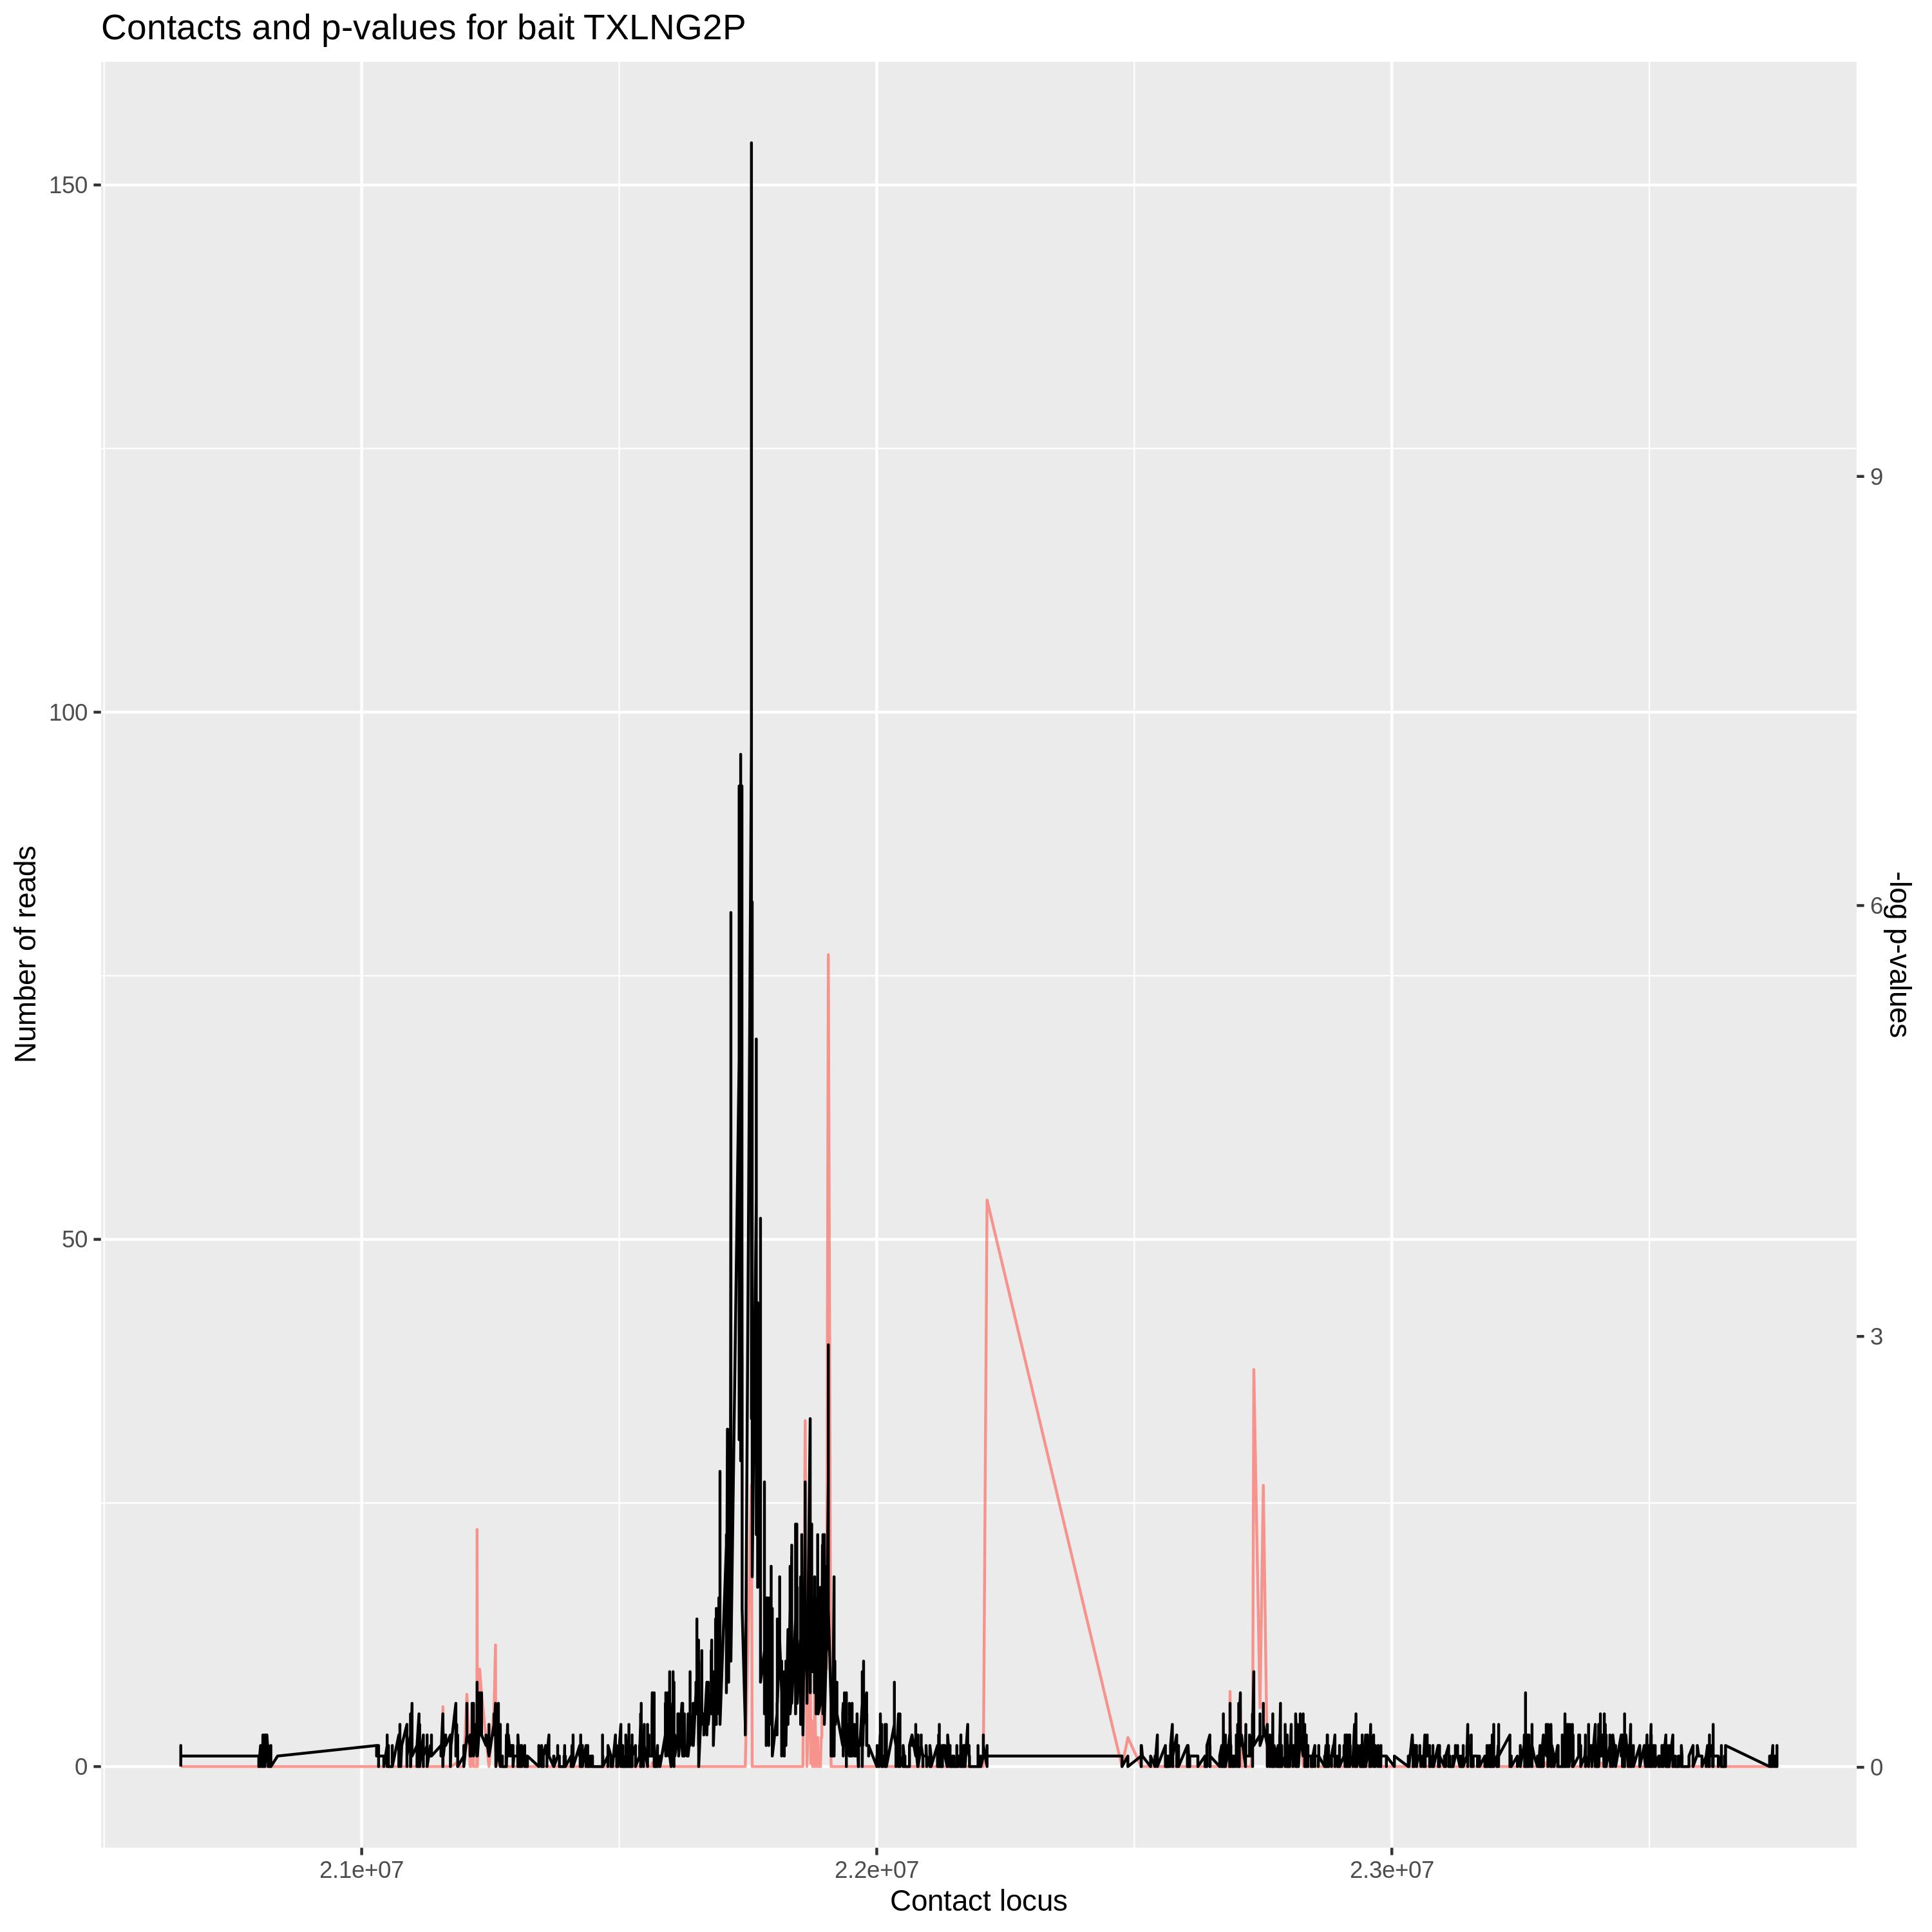 Contacts and p-values for bait TXLNG2P
Number of reads
150
100
50
0
9
6
3
0
-log p-values
2.1e+07
2.2e+07
2.3e+07
Contact locus